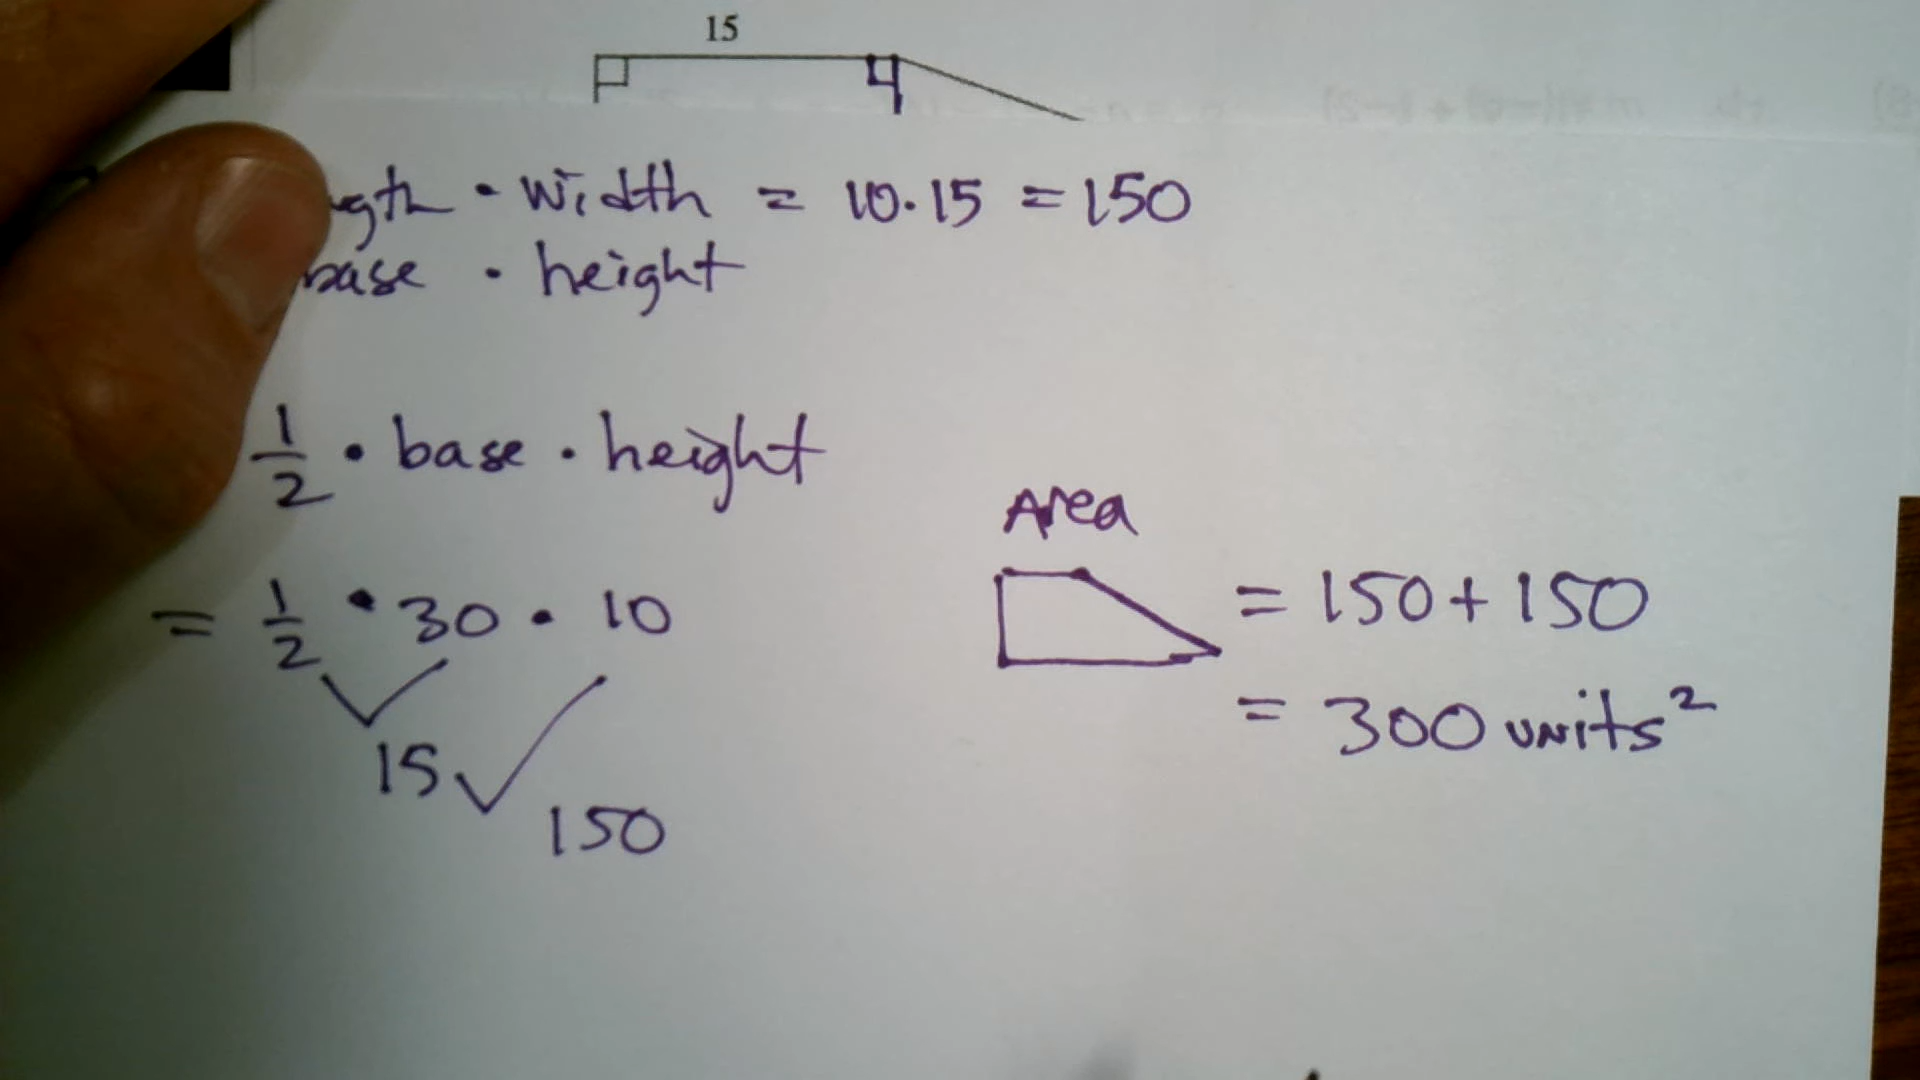 15
· width = 10 · 15 = 150
base · height
1/2 · base · height
Area
= 1/2 · 30 · 10
= 150 + 150
= 300 units²
15
150